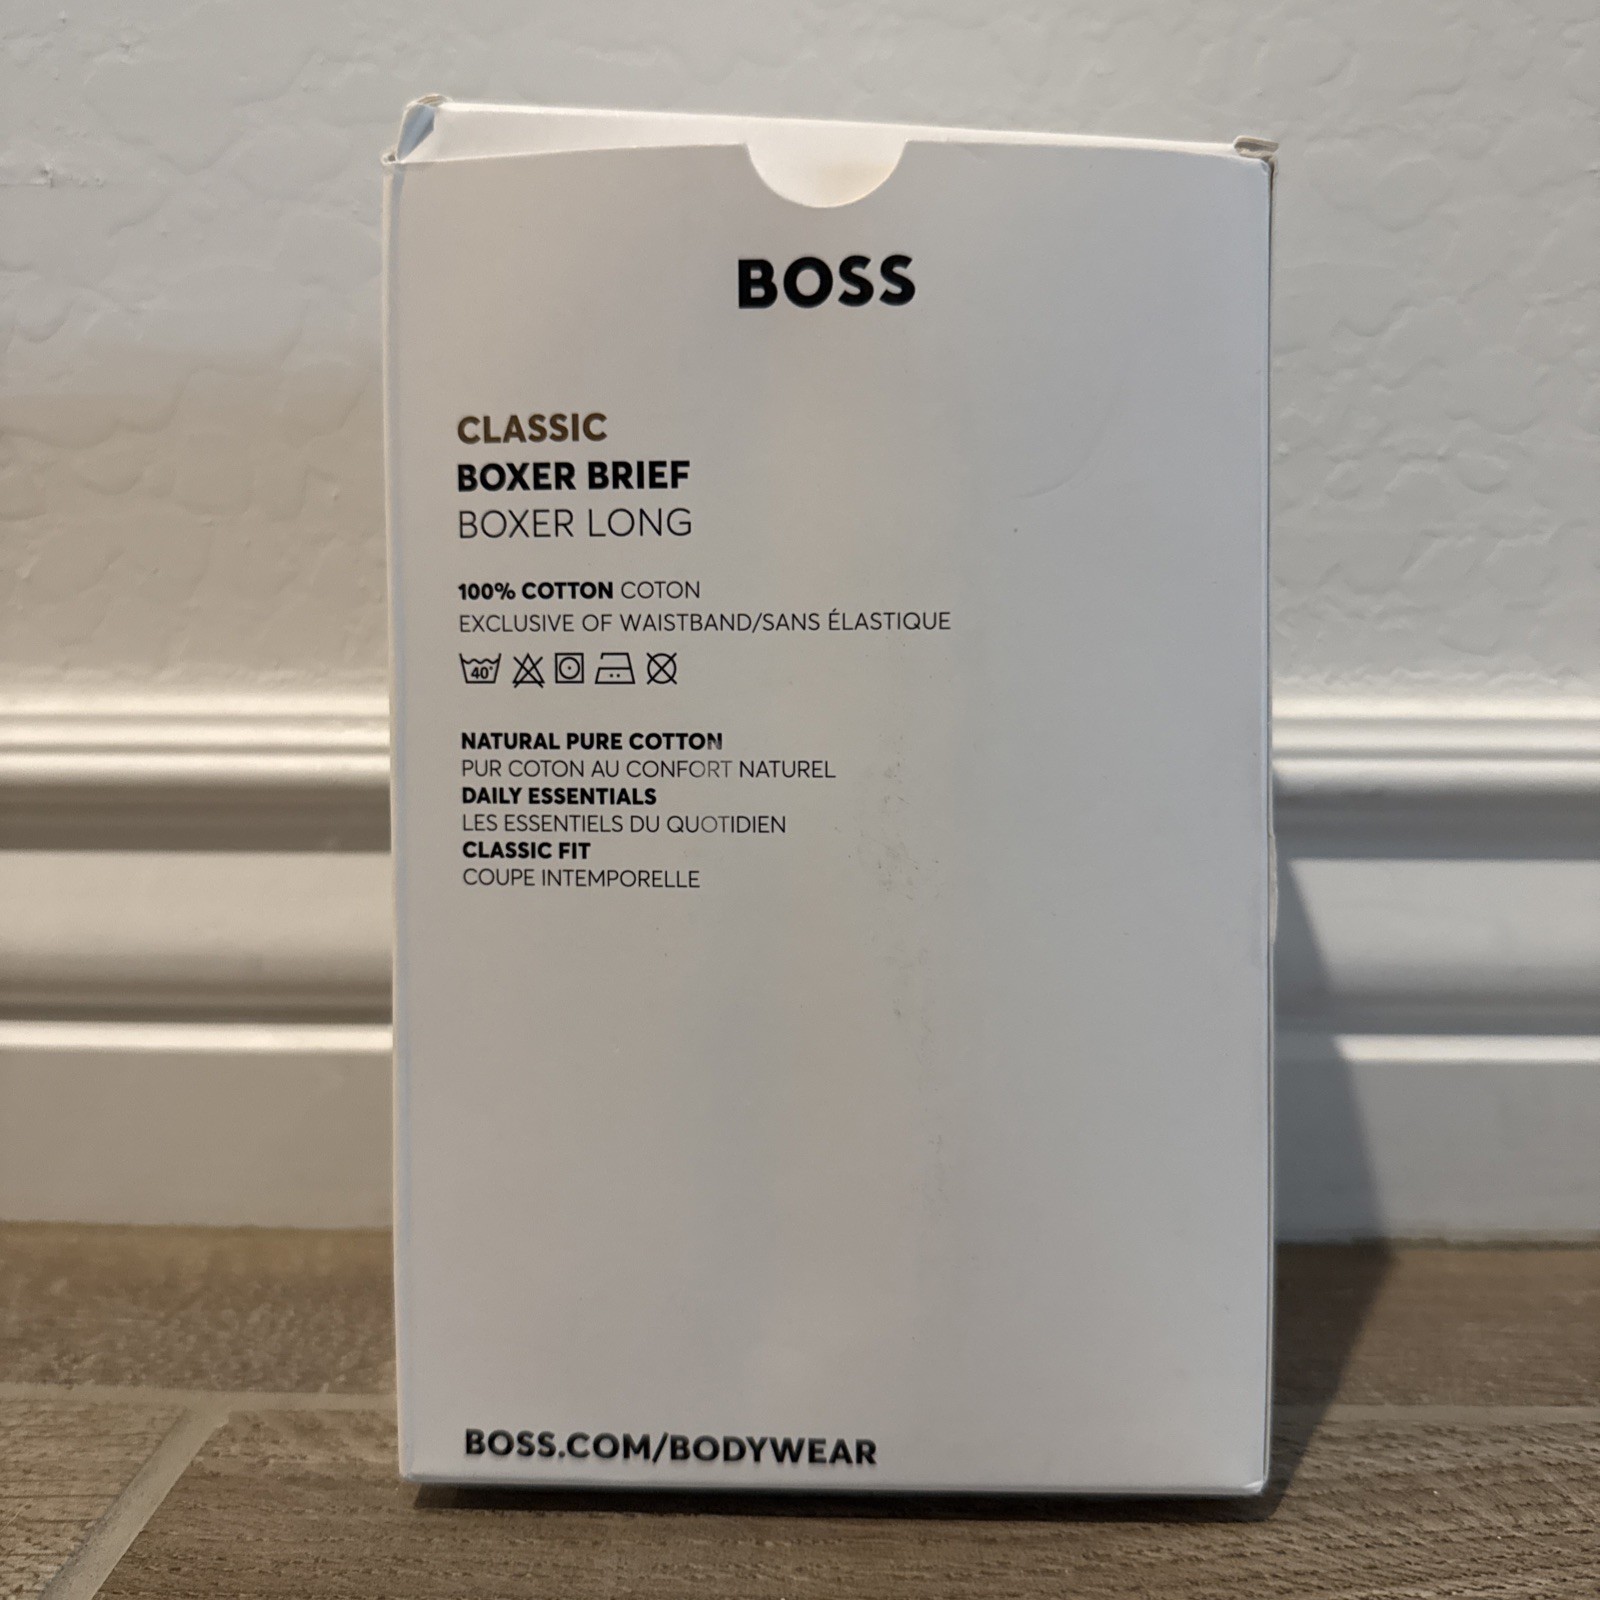 BOSS
CLASSIC
BOXER BRIEF
BOXER LONG
100% COTTON COTON
EXCLUSIVE OF WAISTBAND/SANS ÉLASTIQUE
40°
NATURAL PURE COTTON
PUR COTON AU CONFORT NATUREL
DAILY ESSENTIALS
LES ESSENTIELS DU QUOTIDIEN
CLASSIC FIT
COUPE INTEMPORELLE
BOSS.COM/BODYWEAR